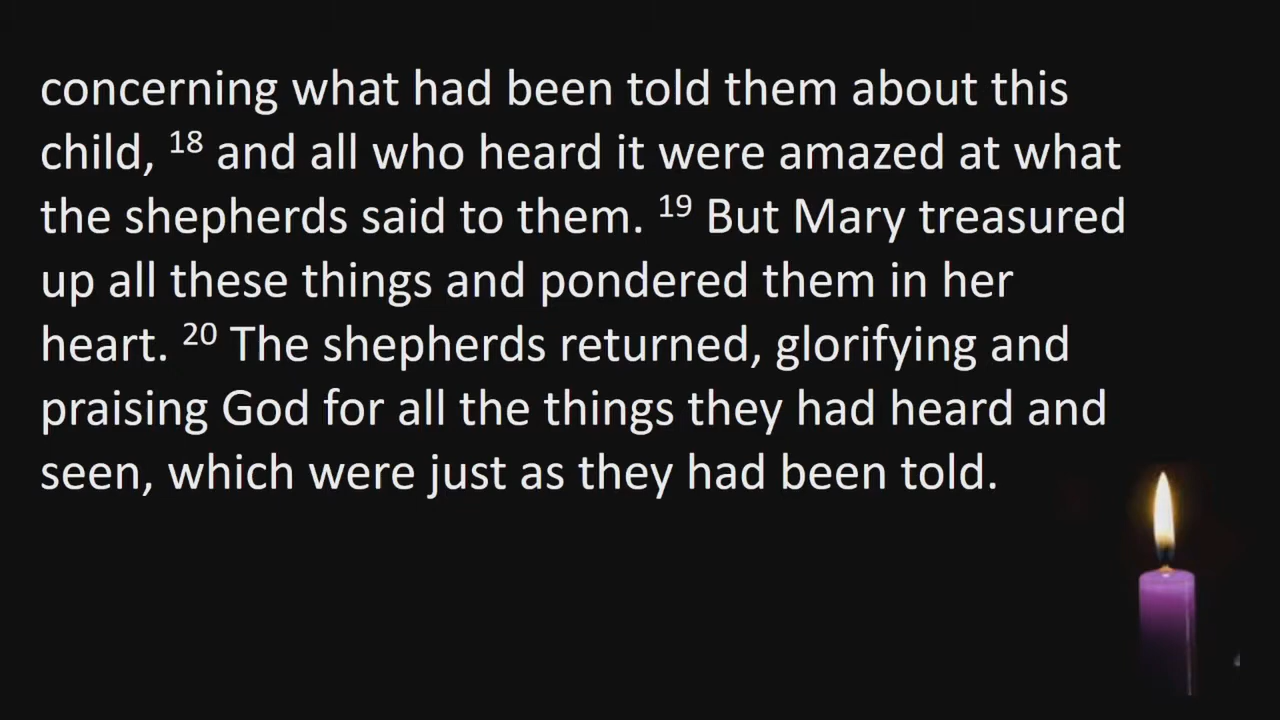 concerning what had been told them about this
child, 18 and all who heard it were amazed at what
the shepherds said to them. 19 But Mary treasured
up all these things and pondered them in her
heart. 20 The shepherds returned, glorifying and
praising God for all the things they had heard and
seen, which were just as they had been told.